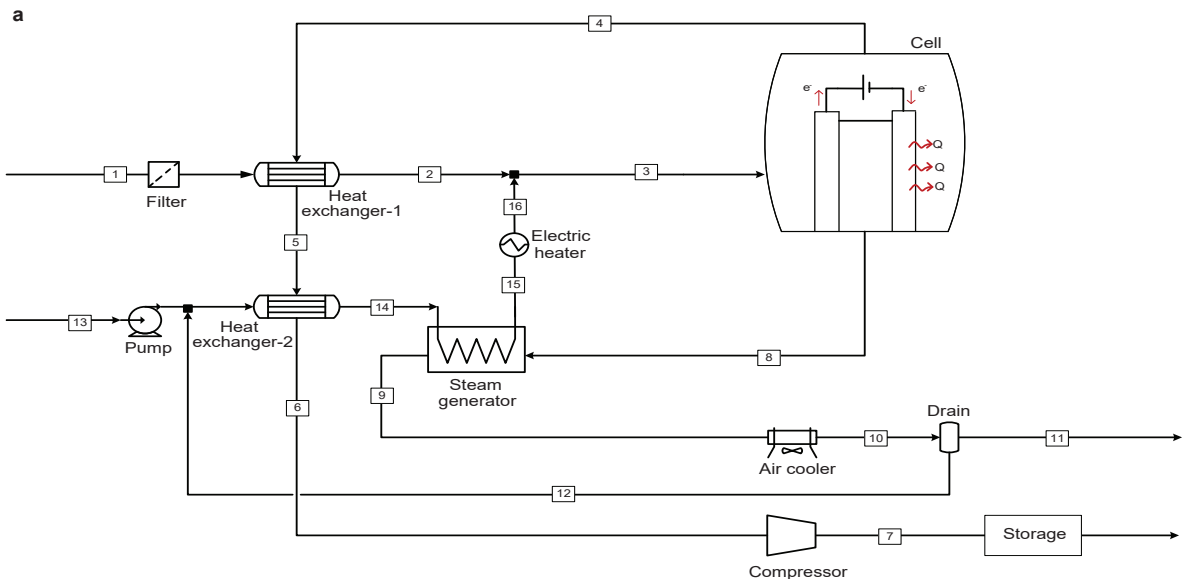 a
4
Cell
e-
e-
Q
Q
Q
1
2
3
Filter
Heat
exchanger-1
16
5
Electric
heater
15
13
14
Pump
Heat
exchanger-2
8
Steam
generator
9
6
Drain
10
11
Air cooler
12
7
Storage
Compressor